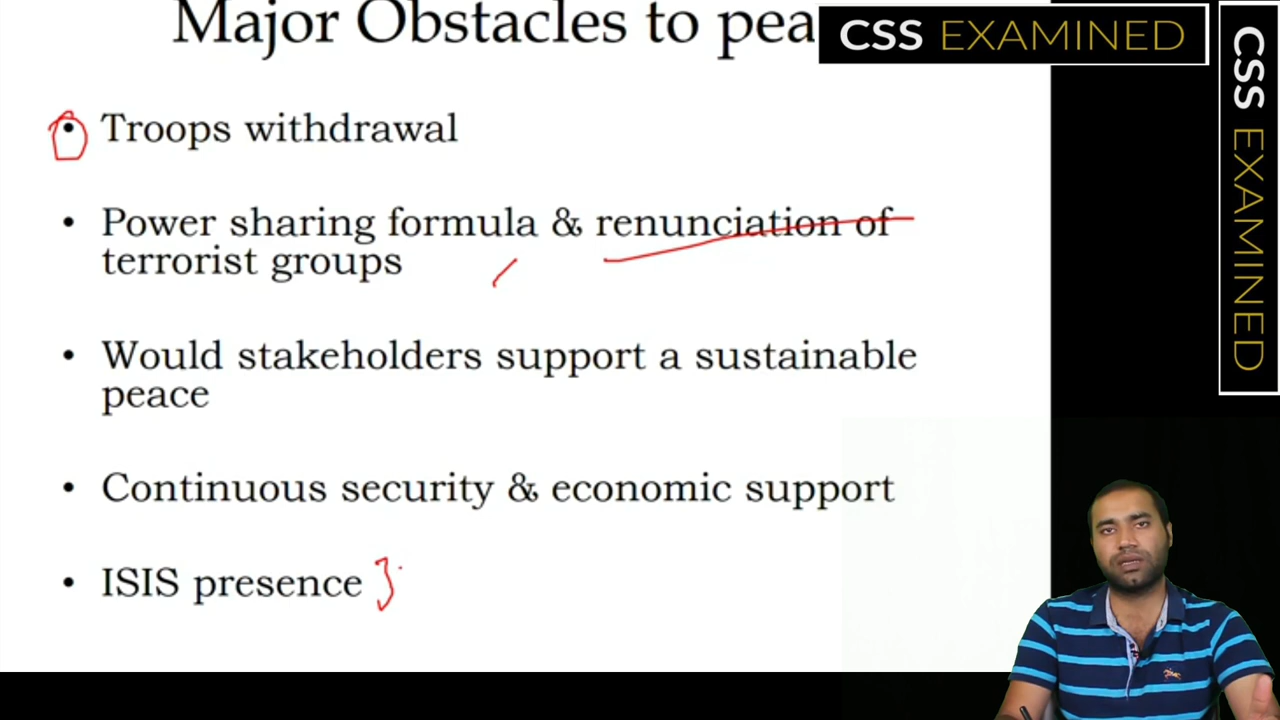 Major Obstacles to pea
CSS EXAMINED
CSS EXAMINED
• Troops withdrawal
• Power sharing formula & renunciation of
terrorist groups
• Would stakeholders support a sustainable
peace
• Continuous security & economic support
• ISIS presence